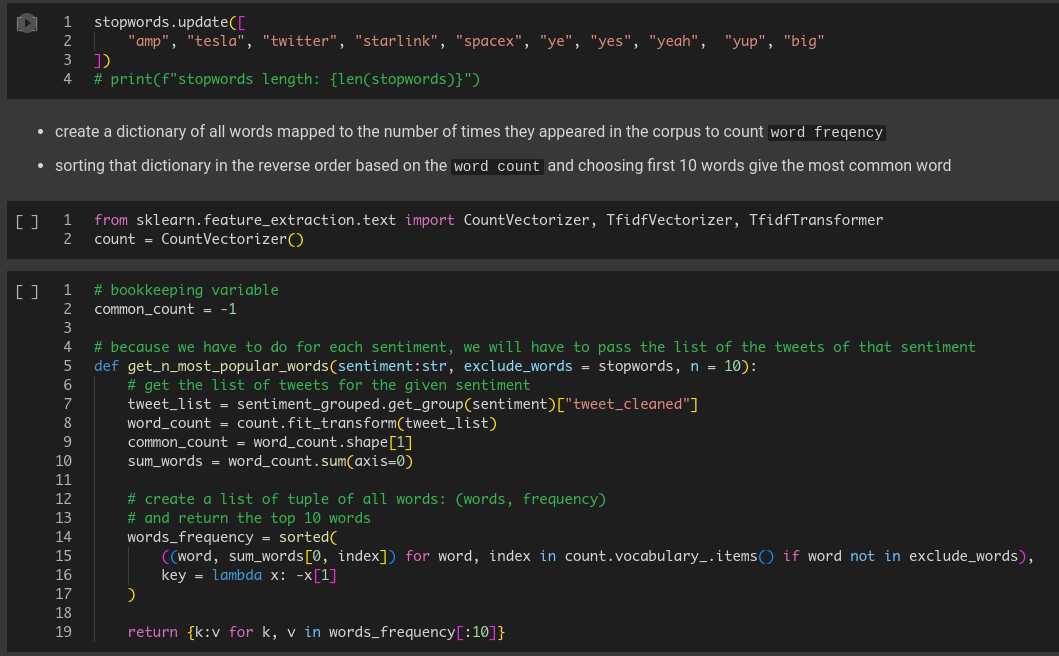 1 stopwords.update([
2     "amp", "tesla", "twitter", "starlink", "spacex", "ye", "yes", "yeah",  "yup", "big"
3 ])
4 # print(f"stopwords length: {len(stopwords)}")
• create a dictionary of all words mapped to the number of times they appeared in the corpus to count word freqency
• sorting that dictionary in the reverse order based on the word count and choosing first 10 words give the most common word
[ ] 1 from sklearn.feature_extraction.text import CountVectorizer, TfidfVectorizer, TfidfTransformer
2 count = CountVectorizer()
[ ] 1 # bookkeeping variable
2 common_count = -1
3
4 # because we have to do for each sentiment, we will have to pass the list of the tweets of that sentiment
5 def get_n_most_popular_words(sentiment:str, exclude_words = stopwords, n = 10):
6     # get the list of tweets for the given sentiment
7     tweet_list = sentiment_grouped.get_group(sentiment)["tweet_cleaned"]
8     word_count = count.fit_transform(tweet_list)
9     common_count = word_count.shape[1]
10     sum_words = word_count.sum(axis=0)
11
12     # create a list of tuple of all words: (words, frequency)
13     # and return the top 10 words
14     words_frequency = sorted(
15         ((word, sum_words[0, index]) for word, index in count.vocabulary_.items() if word not in exclude_words),
16         key = lambda x: -x[1]
17     )
18
19     return {k:v for k, v in words_frequency[:10]}